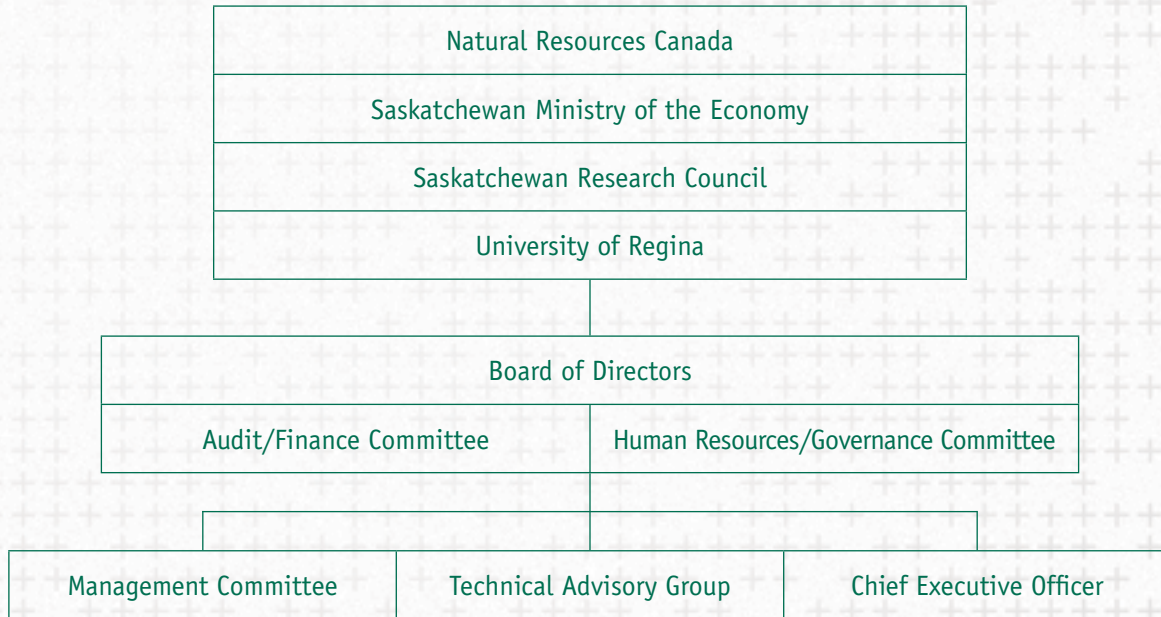 Natural Resources Canada
Saskatchewan Ministry of the Economy
Saskatchewan Research Council
University of Regina
Board of Directors
Audit/Finance Committee
Human Resources/Governance Committee
Management Committee
Technical Advisory Group
Chief Executive Officer